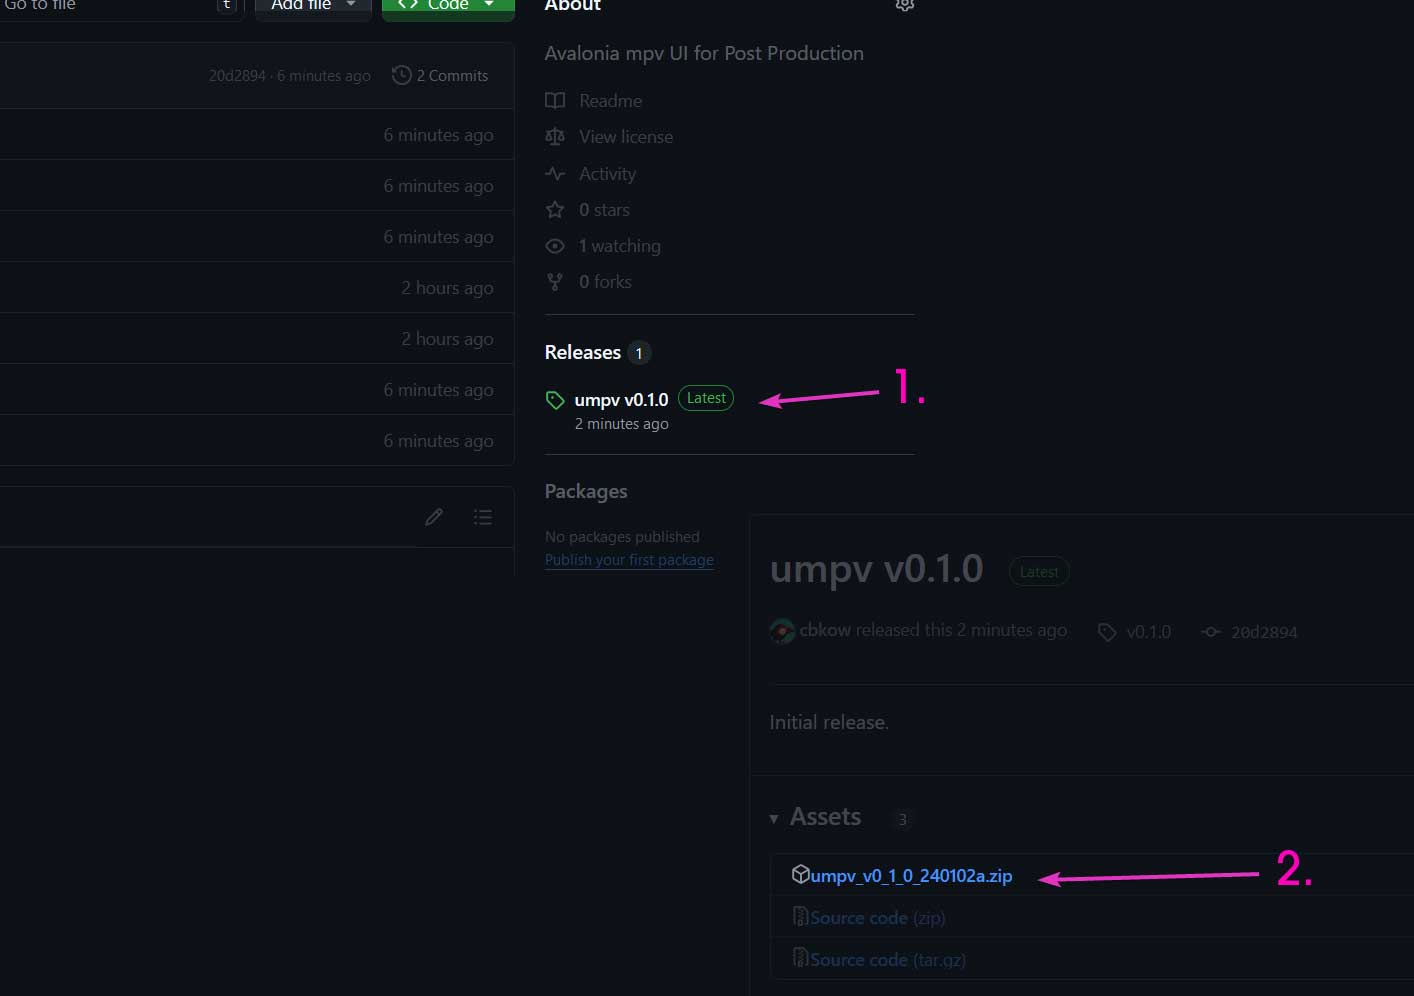 Go to file
t
Add file
Code
20d2894 · 6 minutes ago
2 Commits
6 minutes ago
6 minutes ago
6 minutes ago
2 hours ago
2 hours ago
6 minutes ago
6 minutes ago
About
Avalonia mpv UI for Post Production
Readme
View license
Activity
0 stars
1 watching
0 forks
Releases 1
umpv v0.1.0 Latest
2 minutes ago
1.
Packages
No packages published
Publish your first package
umpv v0.1.0 Latest
cbkow released this 2 minutes ago v0.1.0 20d2894
Initial release.
Assets 3
umpv_v0_1_0_240102a.zip
2.
Source code (zip)
Source code (tar.gz)